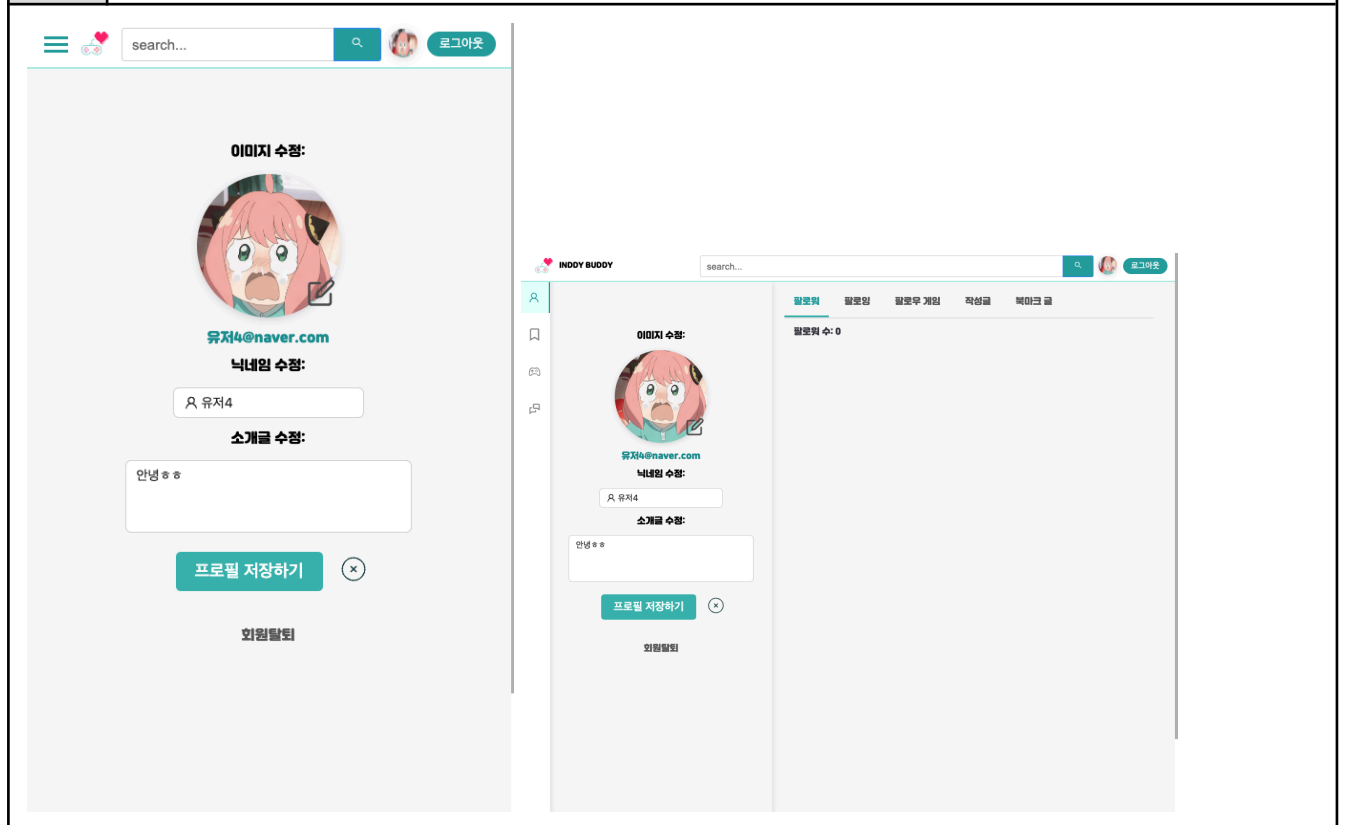 search...
로그아웃
이미지 수정:
유저4@naver.com
닉네임 수정:
유저4
소개글 수정:
안녕ㅎㅎ
프로필 저장하기
회원탈퇴
INDDY BUDDY
search...
로그아웃
팔로워 팔로잉 팔로우 게임 작성글 북마크 글
팔로워 수: 0
이미지 수정:
유저4@naver.com
닉네임 수정:
유저4
소개글 수정:
안녕ㅎㅎ
프로필 저장하기
회원탈퇴